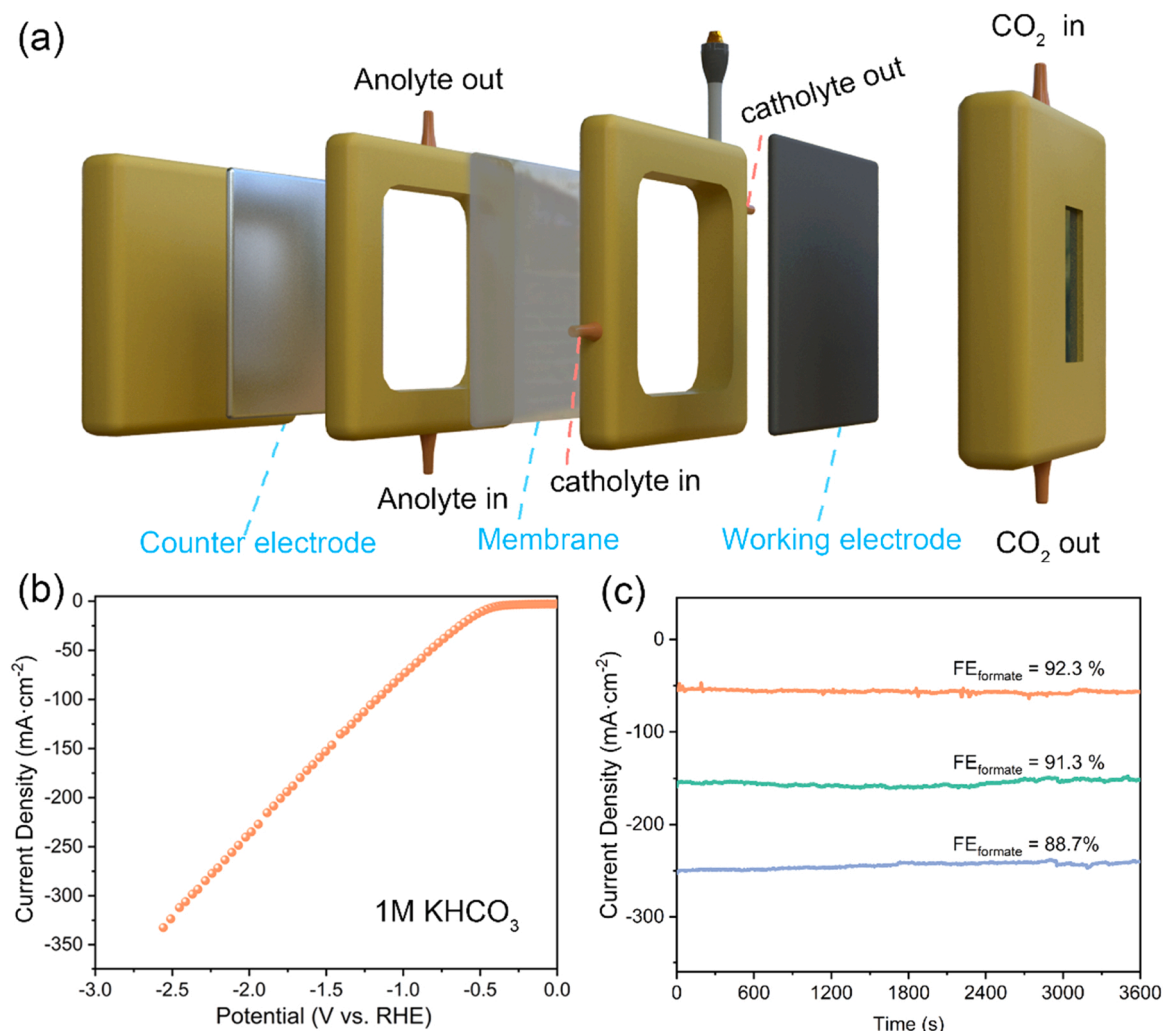 (a)
CO₂ in
Anolyte out
catholyte out
Anolyte in
catholyte in
Counter electrode
Membrane
Working electrode
CO₂ out
(b)
0
-50
-100
-150
-200
-250
-300
-350
Current Density (mA·cm⁻²)
1M KHCO₃
-3.0 -2.5 -2.0 -1.5 -1.0 -0.5 0.0
Potential (V vs. RHE)
(c)
0
-100
-200
-300
Current Density (mA·cm⁻²)
FEformate = 92.3 %
FEformate = 91.3 %
FEformate = 88.7%
0 600 1200 1800 2400 3000 3600
Time (s)